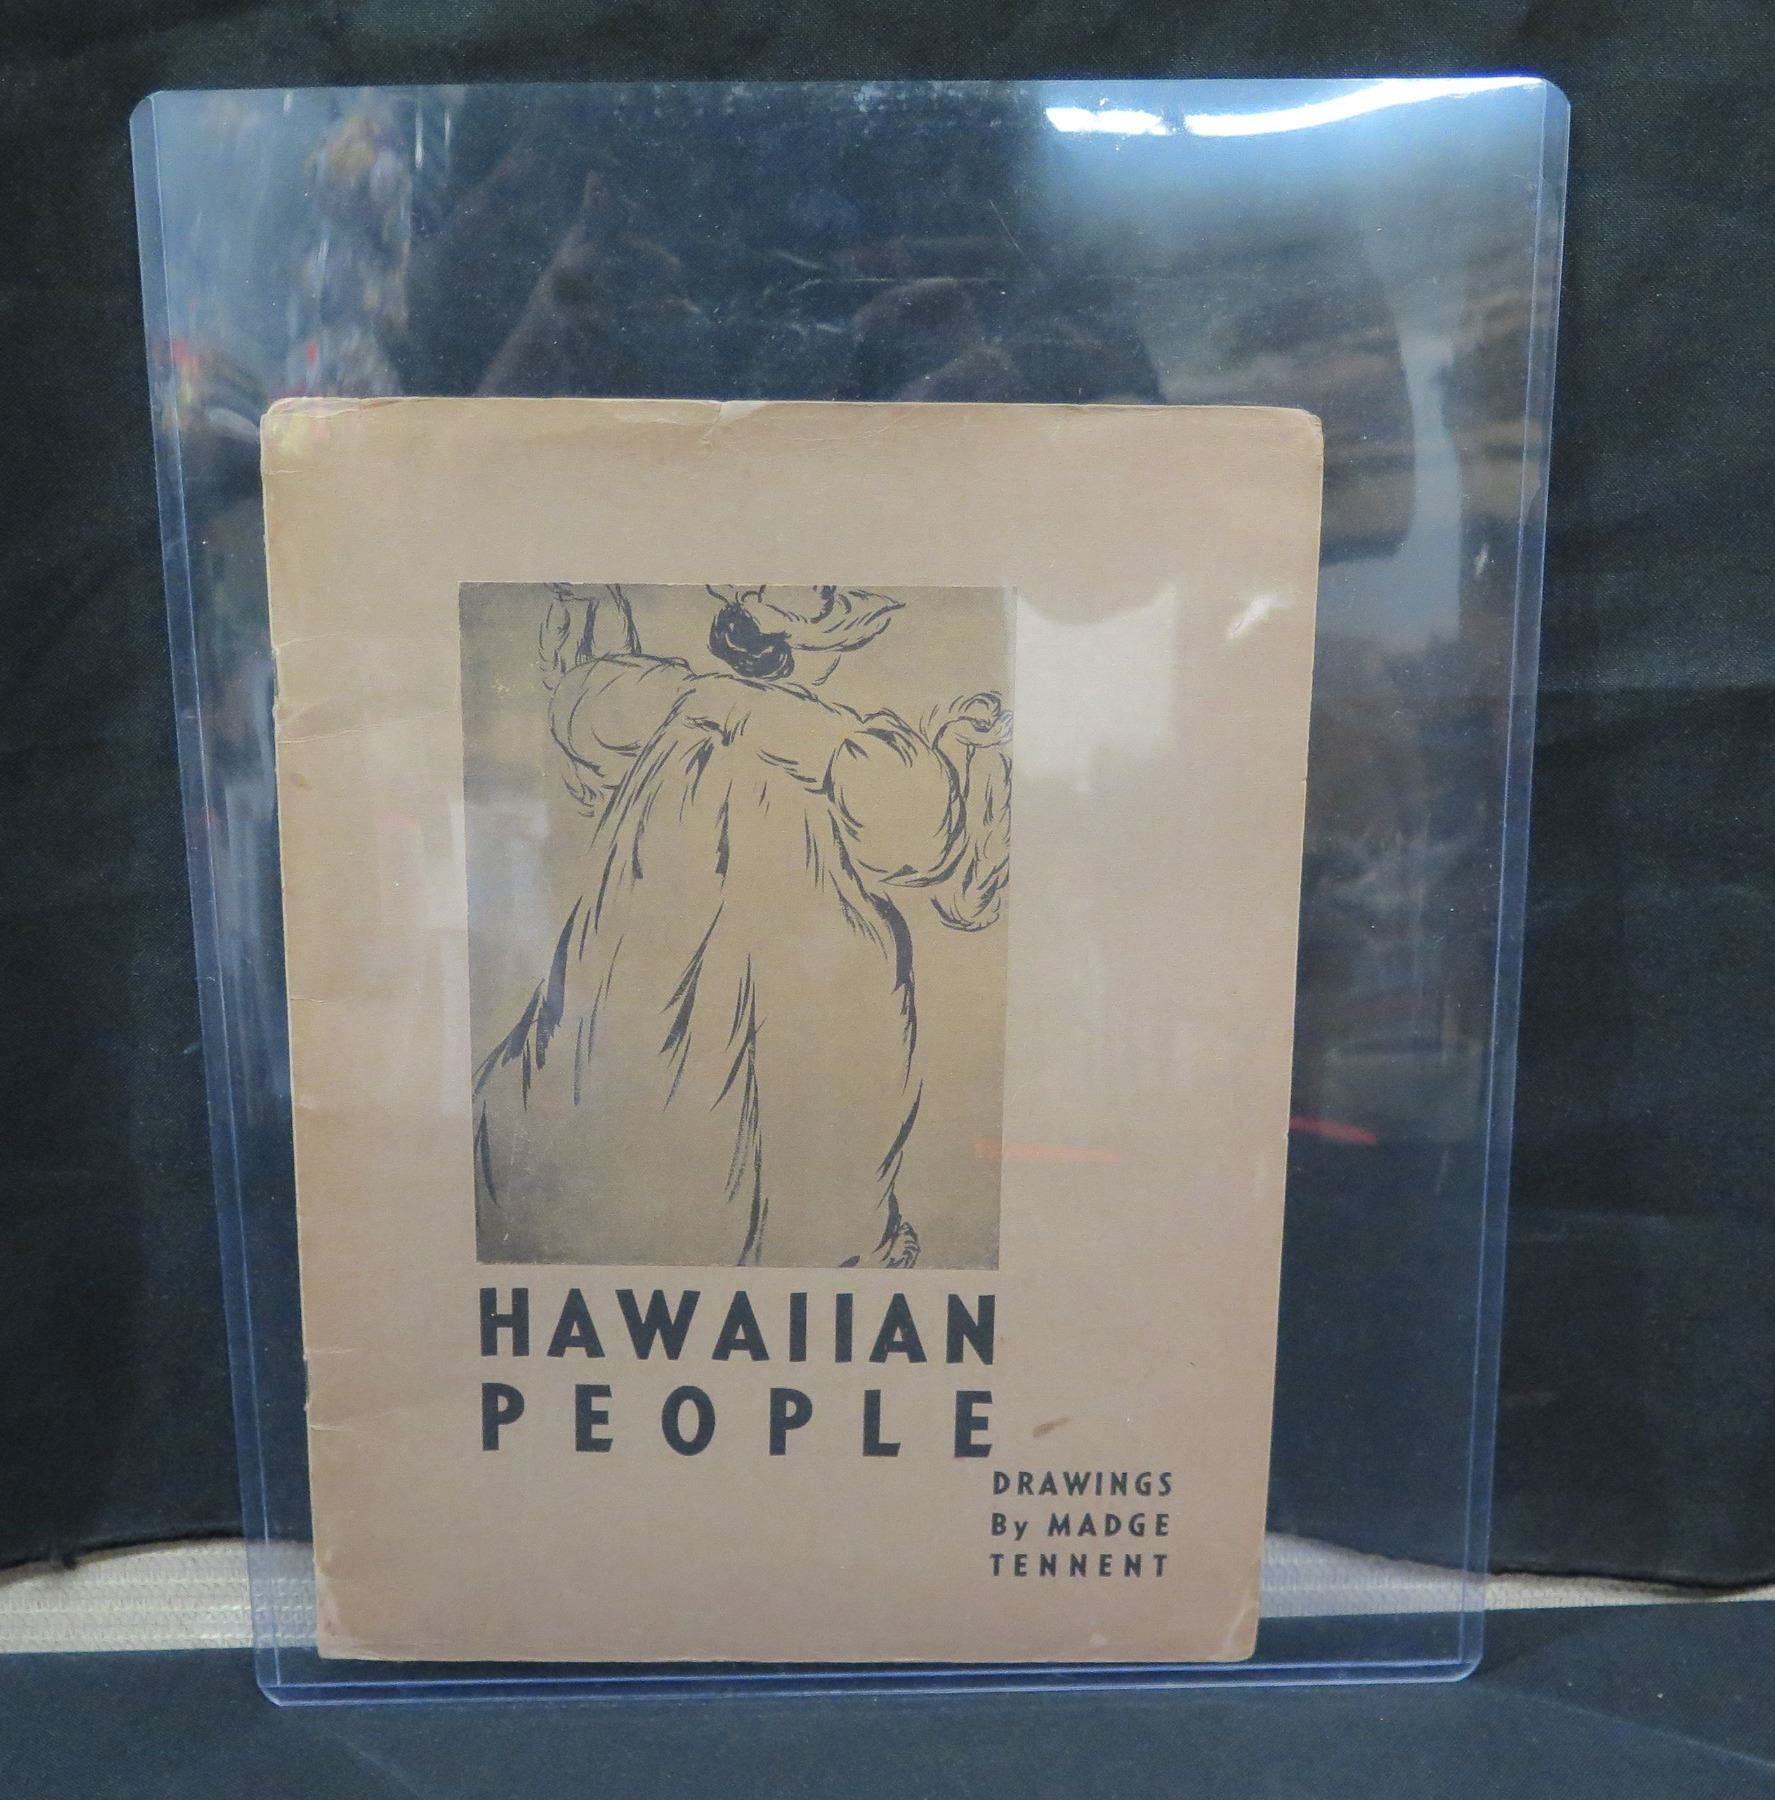 HAWAIIAN
PEOPLE
DRAWINGS
By MADGE
TENNENT